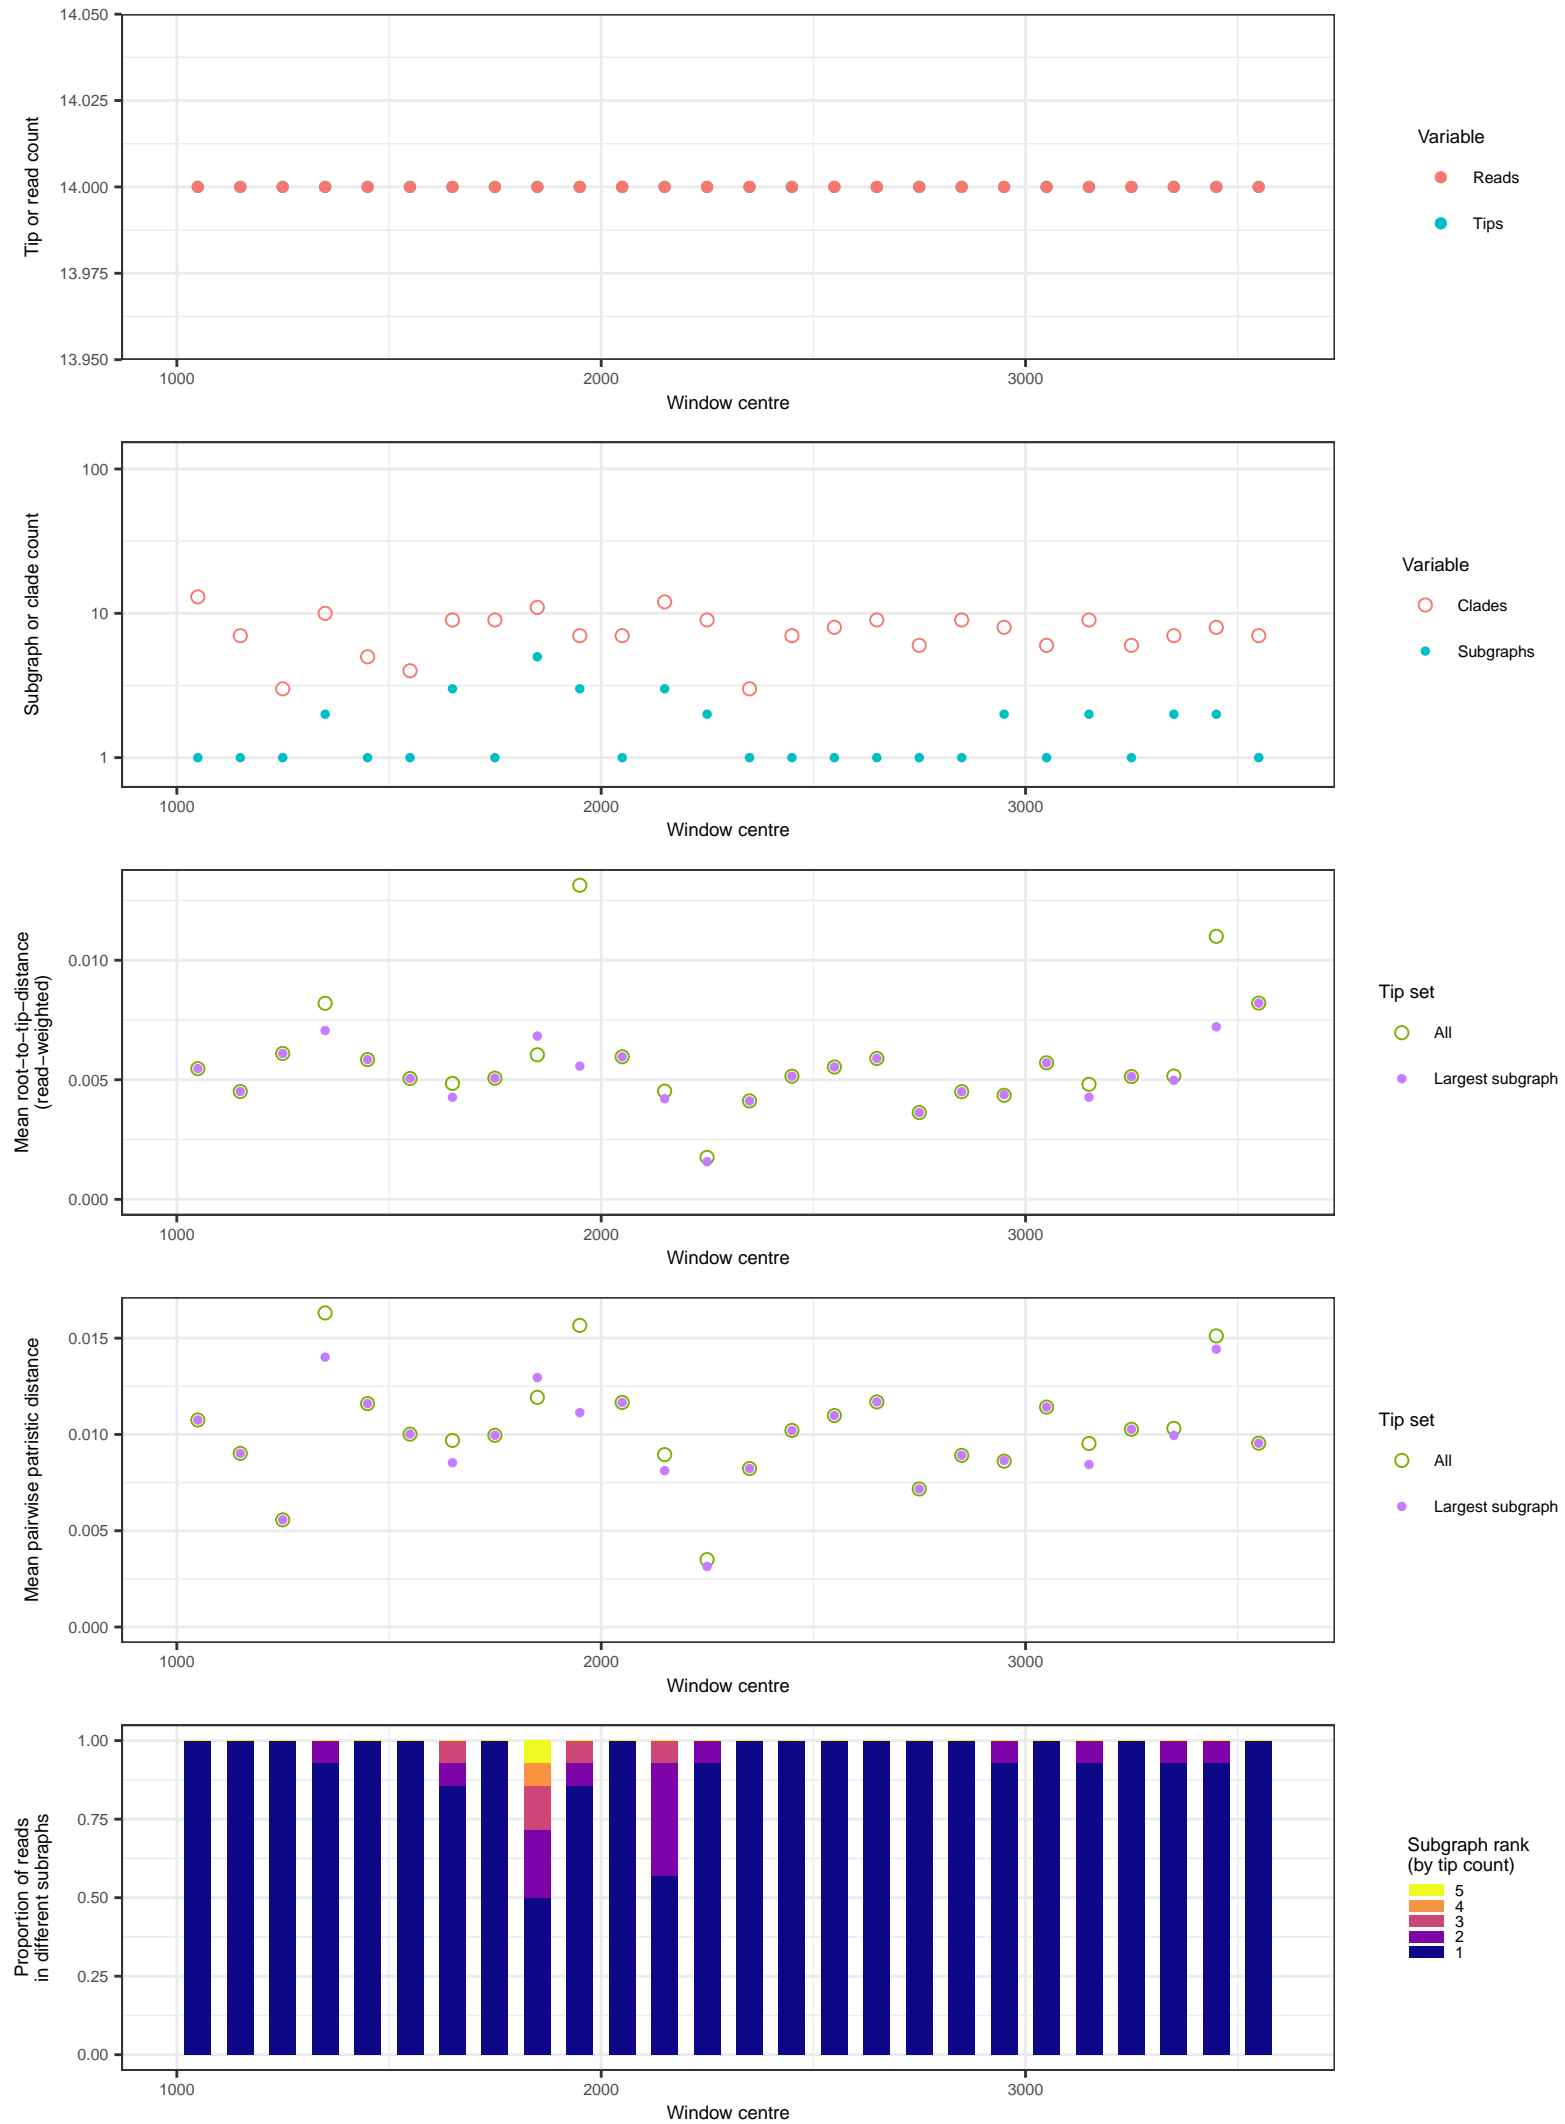 14.050
14.025
14.000
13.975
13.950
Tip or read count
1000
2000
3000
Window centre
Variable
Reads
Tips
100
10
1
Subgraph or clade count
1000
2000
3000
Window centre
Variable
Clades
Subgraphs
0.010
0.005
0.000
Mean root−to−tip−distance
(read−weighted)
1000
2000
3000
Window centre
Tip set
All
Largest subgraph
0.015
0.010
0.005
0.000
Mean pairwise patristic distance
1000
2000
3000
Window centre
Tip set
All
Largest subgraph
1.00
0.75
0.50
0.25
0.00
Proportion of reads
in different subraphs
1000
2000
3000
Window centre
Subgraph rank
(by tip count)
5
4
3
2
1